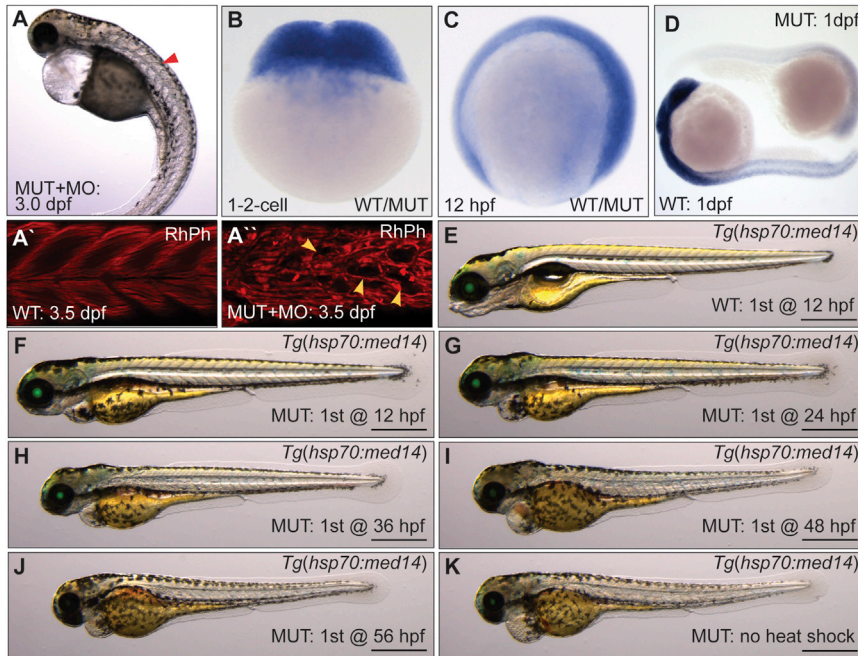 A
MUT+MO:
3.0 dpf
B
1-2-cell
WT/MUT
C
12 hpf
WT/MUT
D
MUT: 1dpf
WT: 1dpf
A`
RhPh
WT: 3.5 dpf
A``
RhPh
MUT+MO: 3.5 dpf
E
Tg(hsp70:med14)
WT: 1st @ 12 hpf
F
Tg(hsp70:med14)
MUT: 1st @ 12 hpf
G
Tg(hsp70:med14)
MUT: 1st @ 24 hpf
H
Tg(hsp70:med14)
MUT: 1st @ 36 hpf
I
Tg(hsp70:med14)
MUT: 1st @ 48 hpf
J
Tg(hsp70:med14)
MUT: 1st @ 56 hpf
K
Tg(hsp70:med14)
MUT: no heat shock